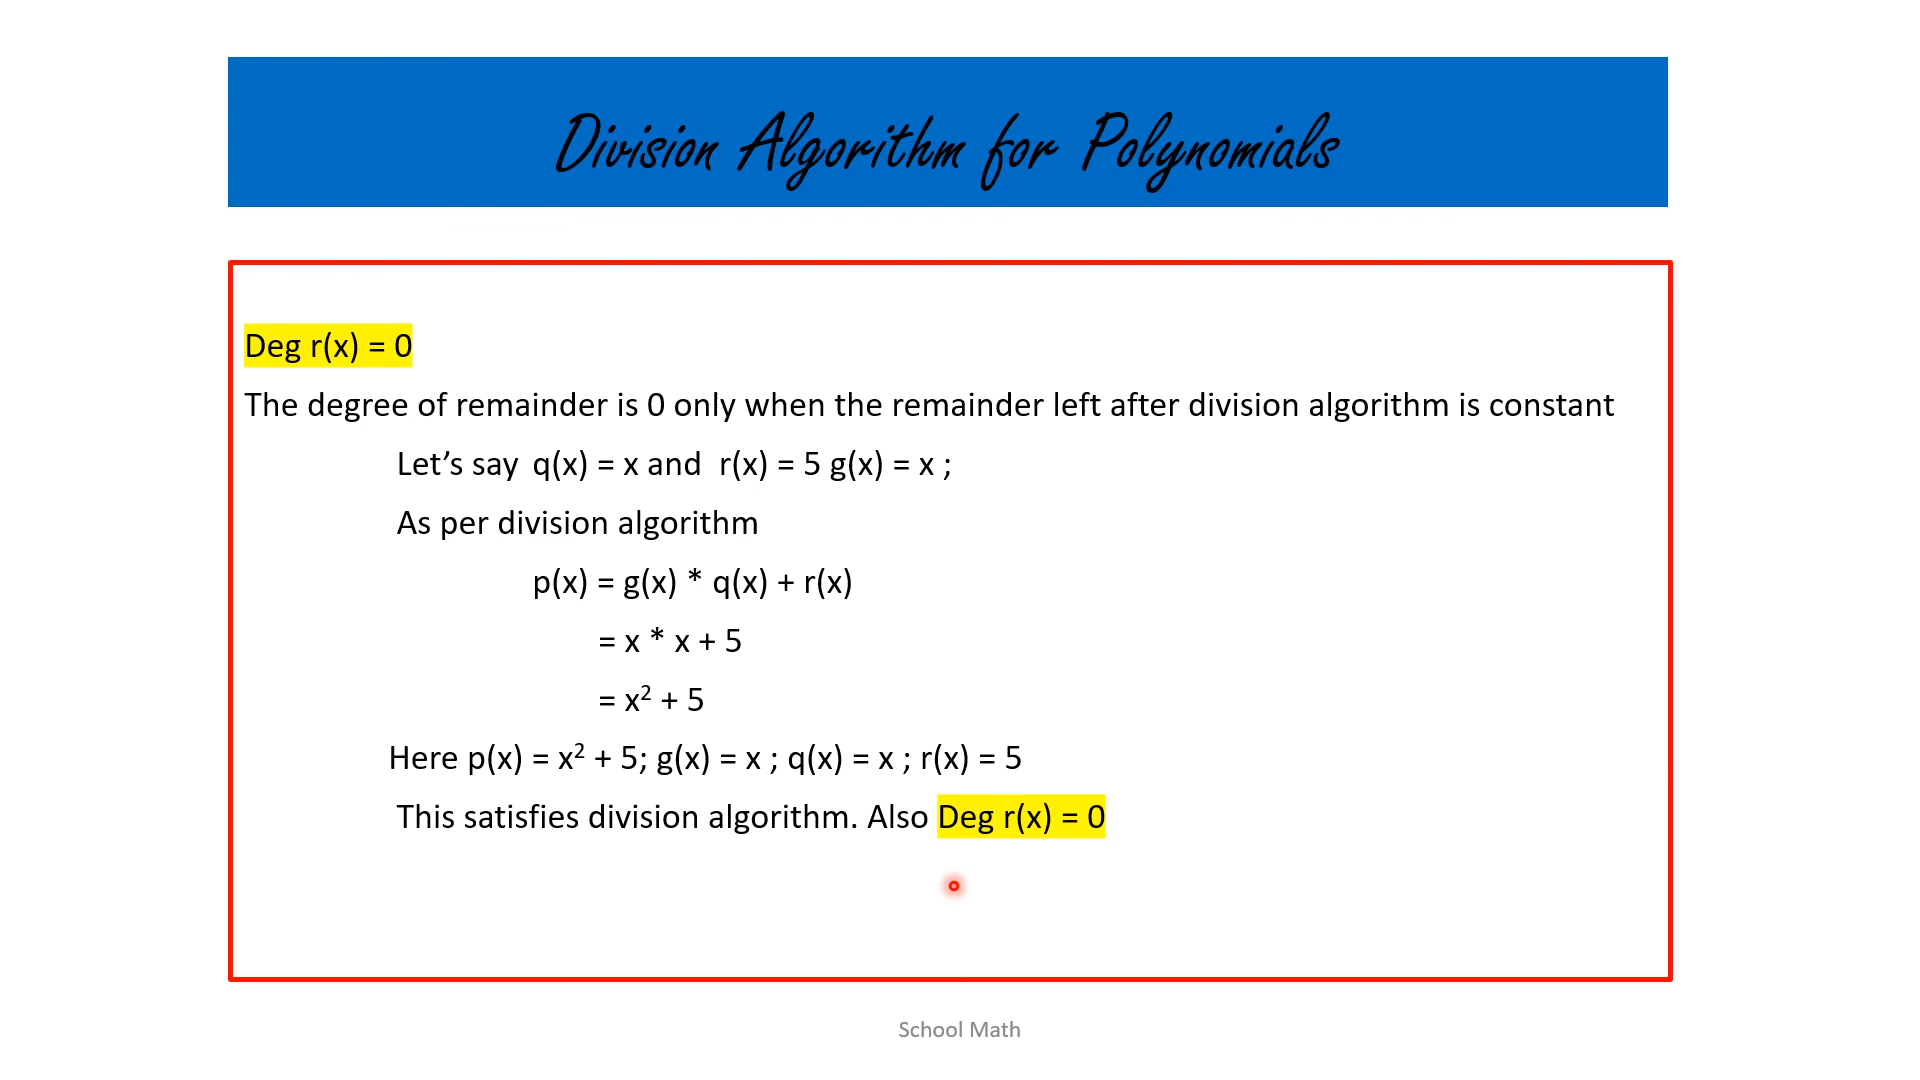 Division Algorithm for Polynomials
Deg r(x) = 0
The degree of remainder is 0 only when the remainder left after division algorithm is constant
Let’s say q(x) = x and r(x) = 5 g(x) = x ;
As per division algorithm
p(x) = g(x) * q(x) + r(x)
= x * x + 5
= x² + 5
Here p(x) = x² + 5; g(x) = x ; q(x) = x ; r(x) = 5
This satisfies division algorithm. Also Deg r(x) = 0
School Math